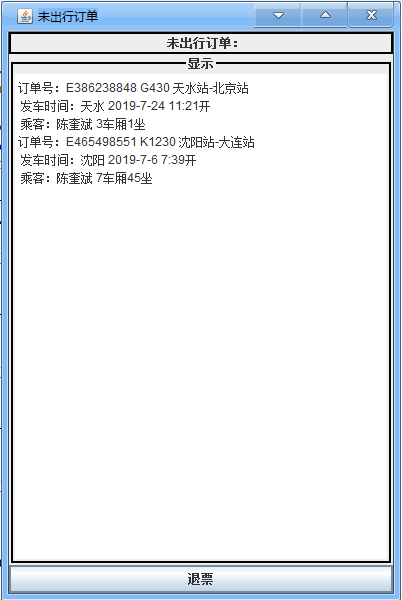 未出行订单
未出行订单：
显示
订单号：E386238848 G430 天水站-北京站
发车时间：天水 2019-7-24 11:21开
乘客：陈奎斌 3车厢1坐
订单号：E465498551 K1230 沈阳站-大连站
发车时间：沈阳 2019-7-6 7:39开
乘客：陈奎斌 7车厢45坐
退票